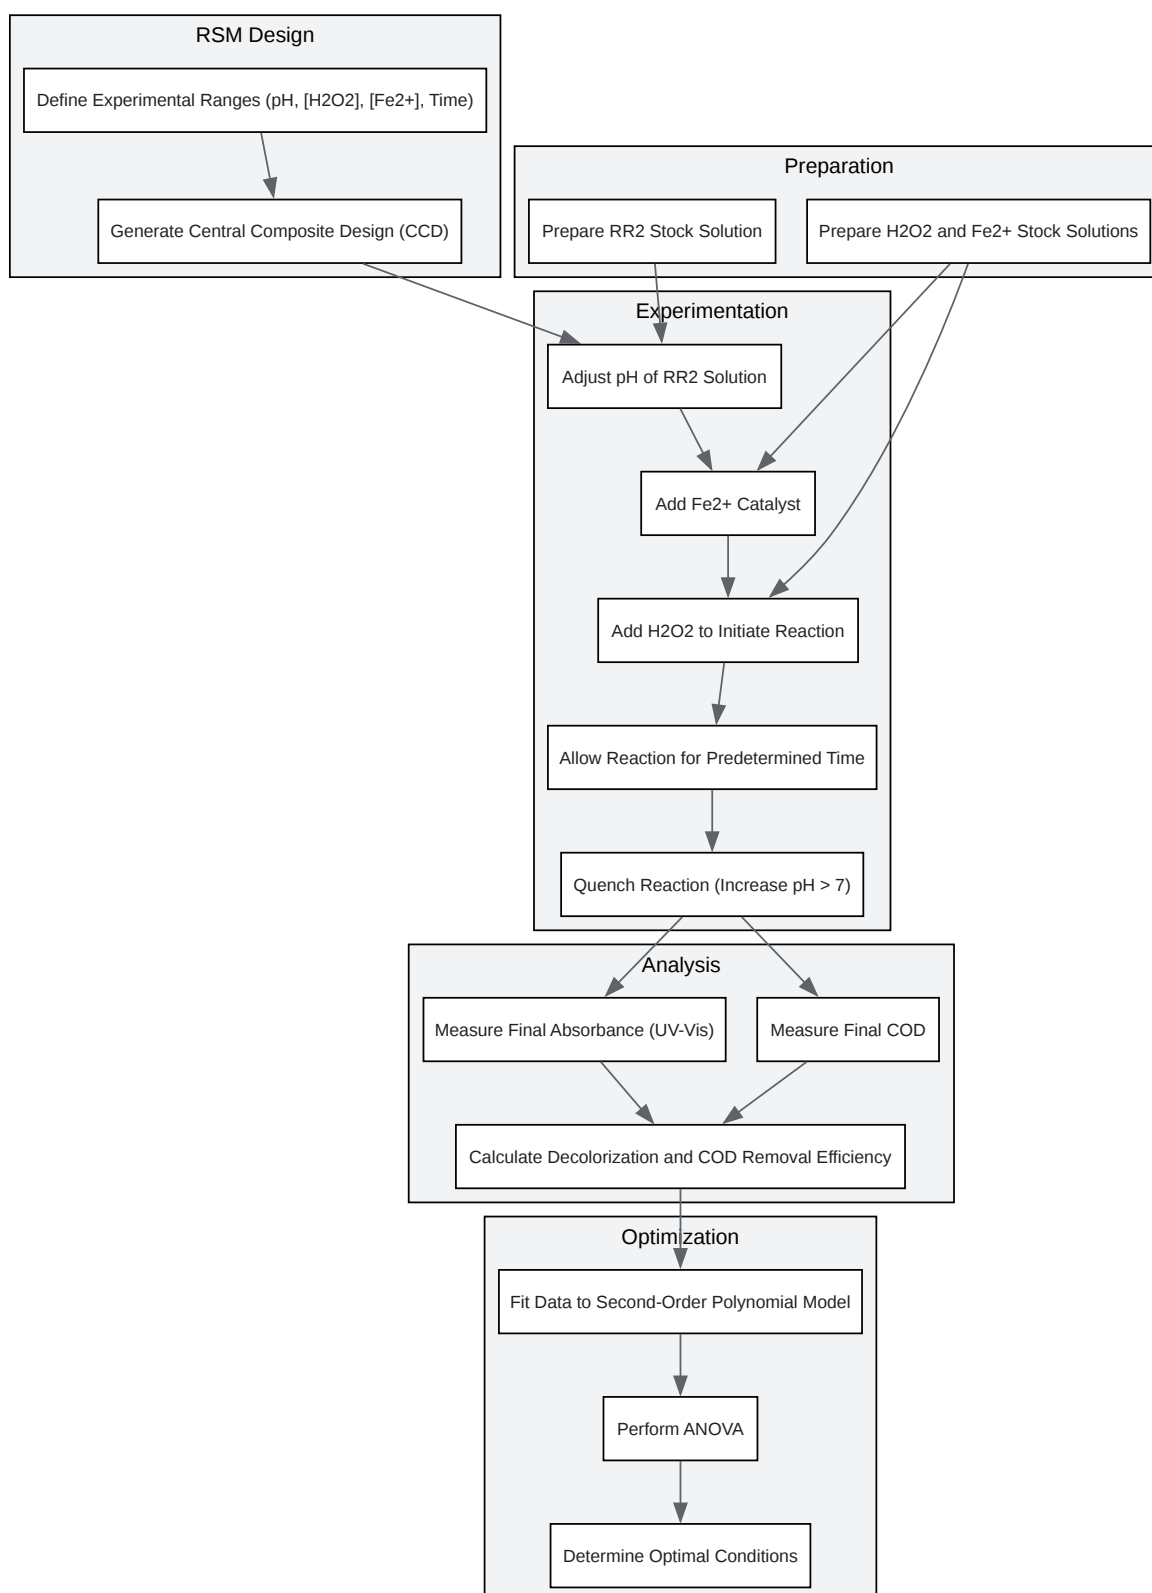 RSM Design
Define Experimental Ranges (pH, [H2O2], [Fe2+], Time)
Generate Central Composite Design (CCD)
Preparation
Prepare RR2 Stock Solution
Prepare H2O2 and Fe2+ Stock Solutions
Experimentation
Adjust pH of RR2 Solution
Add Fe2+ Catalyst
Add H2O2 to Initiate Reaction
Allow Reaction for Predetermined Time
Quench Reaction (Increase pH > 7)
Analysis
Measure Final Absorbance (UV-Vis)
Measure Final COD
Calculate Decolorization and COD Removal Efficiency
Optimization
Fit Data to Second-Order Polynomial Model
Perform ANOVA
Determine Optimal Conditions